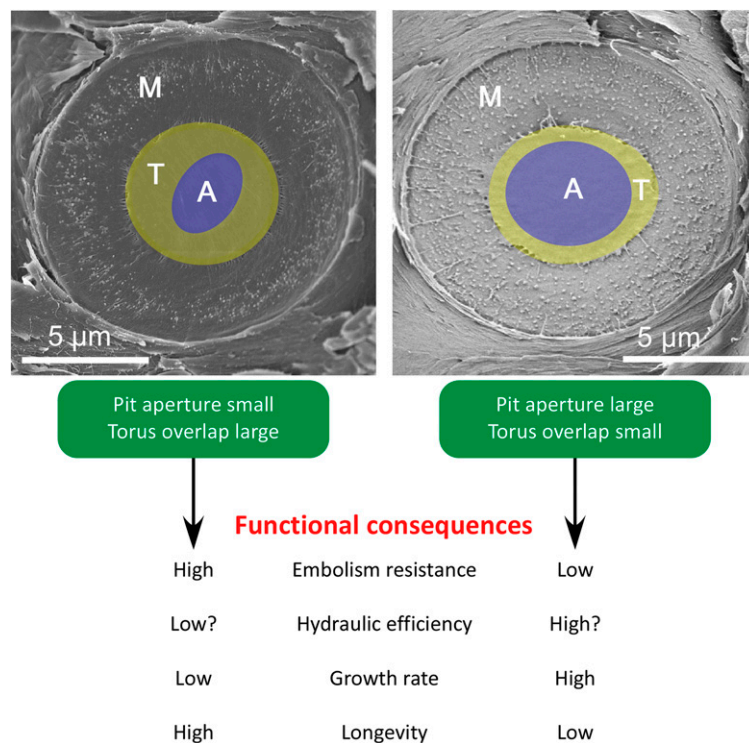 M
T
A
5 µm
M
A
T
5 µm
Pit aperture small
Torus overlap large
Pit aperture large
Torus overlap small
Functional consequences
High Embolism resistance Low
Low? Hydraulic efficiency High?
Low Growth rate High
High Longevity Low